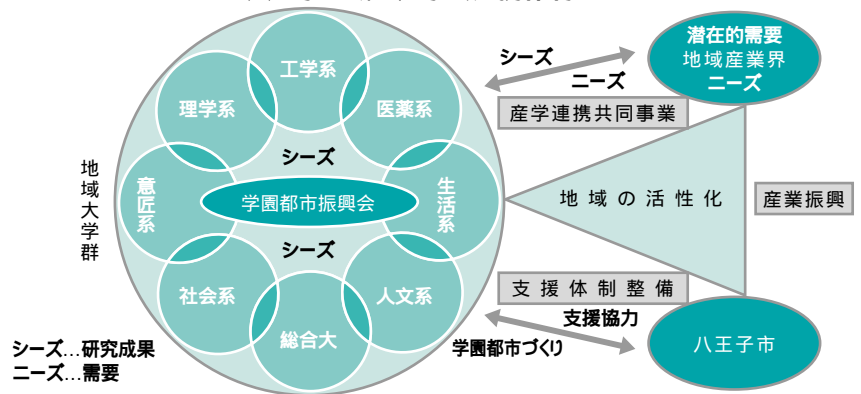 工学系
理学系
医薬系
シーズ
意匠系
学園都市振興会
生活系
シーズ
社会系
人文系
総合大
地域大学群
シーズ…研究成果
ニーズ…需要
シーズ
ニーズ
潜在的需要
地域産業界
ニーズ
産学連携共同事業
地域の活性化
産業振興
支援体制整備
支援協力
学園都市づくり
八王子市